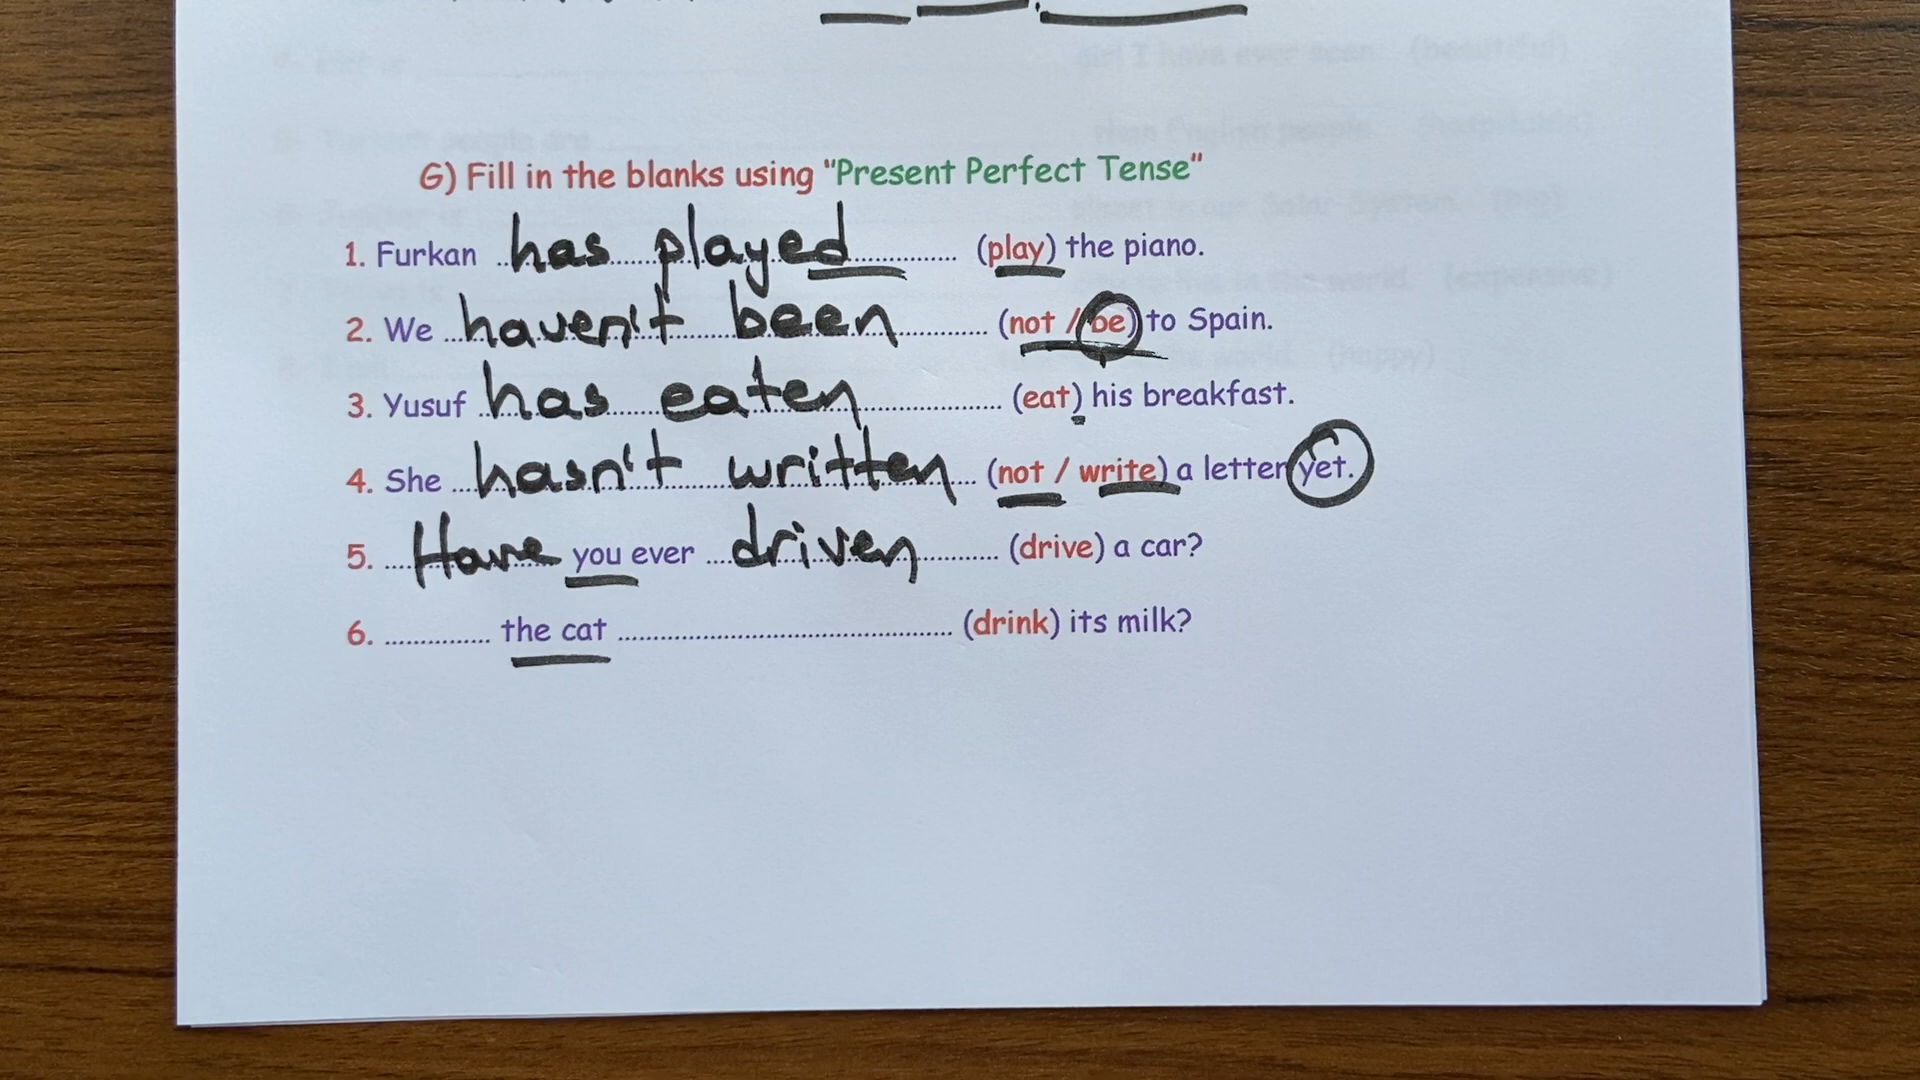 G) Fill in the blanks using "Present Perfect Tense"
1. Furkan has played (play) the piano.
2. We haven't been (not / be) to Spain.
3. Yusuf has eaten (eat) his breakfast.
4. She hasn't written (not / write) a letter yet.
5. Have you ever driven (drive) a car?
6. ............. the cat .......................................... (drink) its milk?